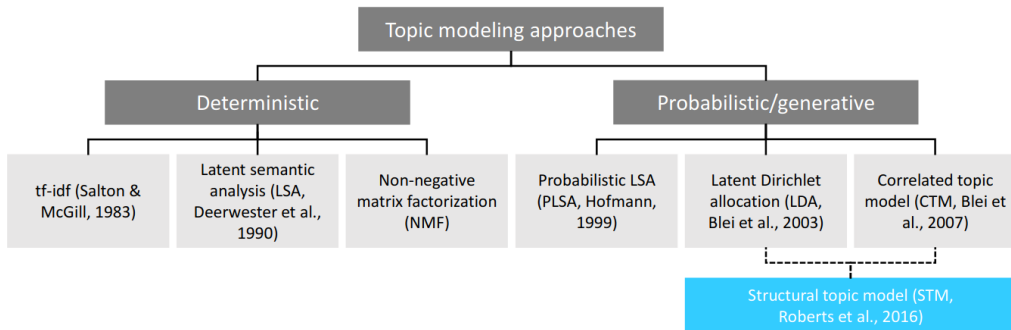 Topic modeling approaches
Deterministic
Probabilistic/generative
tf-idf (Salton &
McGill, 1983)
Latent semantic
analysis (LSA,
Deerwester et al.,
1990)
Non-negative
matrix factorization
(NMF)
Probabilistic LSA
(PLSA, Hofmann,
1999)
Latent Dirichlet
allocation (LDA,
Blei et al., 2003)
Correlated topic
model (CTM, Blei et
al., 2007)
Structural topic model (STM,
Roberts et al., 2016)